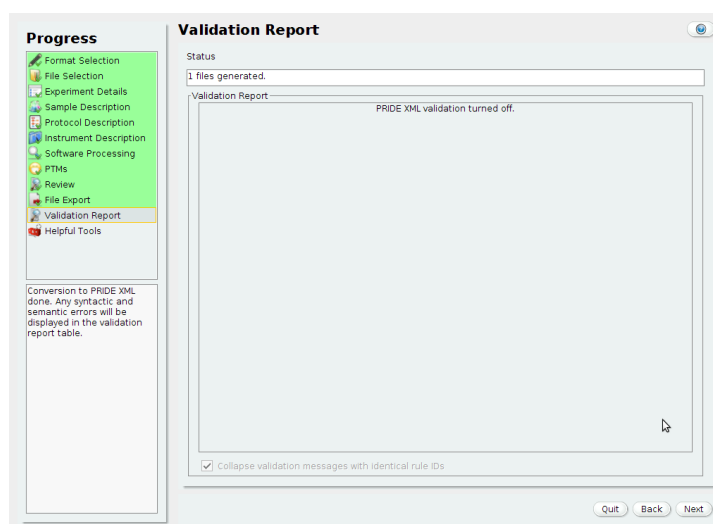 Progress
Format Selection
File Selection
Experiment Details
Sample Description
Protocol Description
Instrument Description
Software Processing
PTMs
Review
File Export
Validation Report
Helpful Tools
Conversion to PRIDE XML
done. Any syntactic and
semantic errors will be
displayed in the validation
report table.
Validation Report
Status
1 files generated.
Validation Report
PRIDE XML validation turned off.
Collapse validation messages with identical rule IDs
Quit
Back
Next